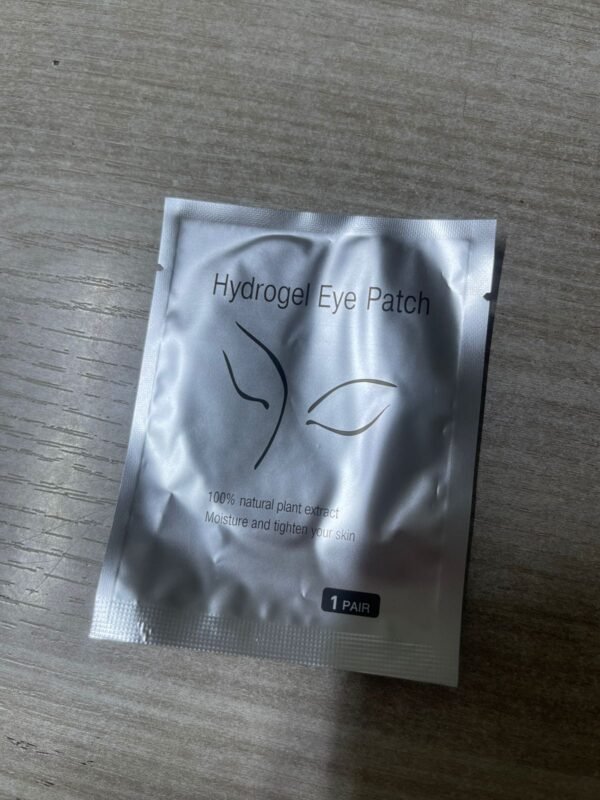 Hydrogel Eye Patch
100% natural plant extract
Moisture and tighten your skin
1 PAIR